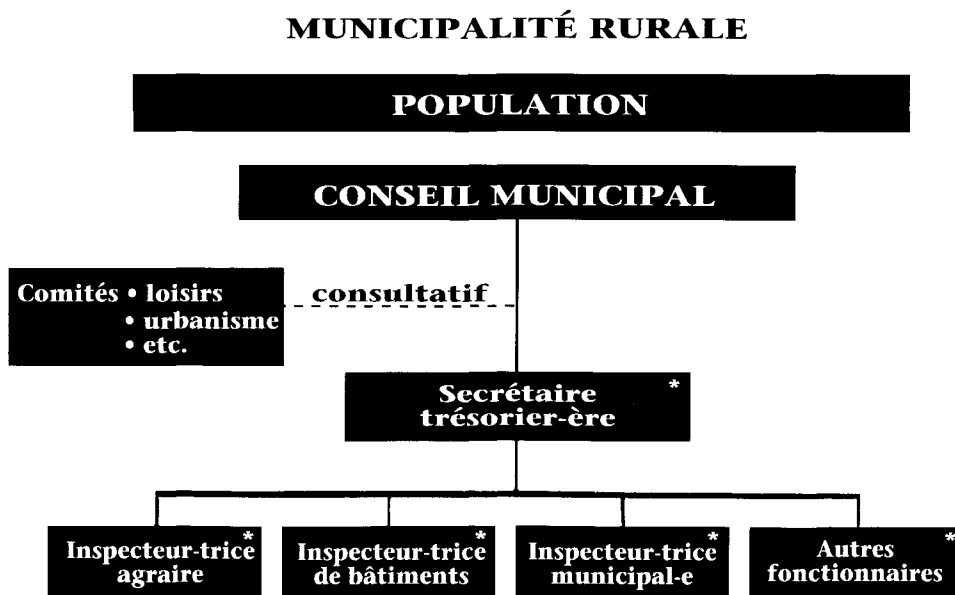 MUNICIPALITÉ RURALE
POPULATION
CONSEIL MUNICIPAL
Comités • loisirs
• urbanisme
• etc.
consultatif
Secrétaire *
trésorier-ère
Inspecteur-trice *
agraire
Inspecteur-trice *
de bâtiments
Inspecteur-trice *
municipal-e
Autres *
fonctionnaires